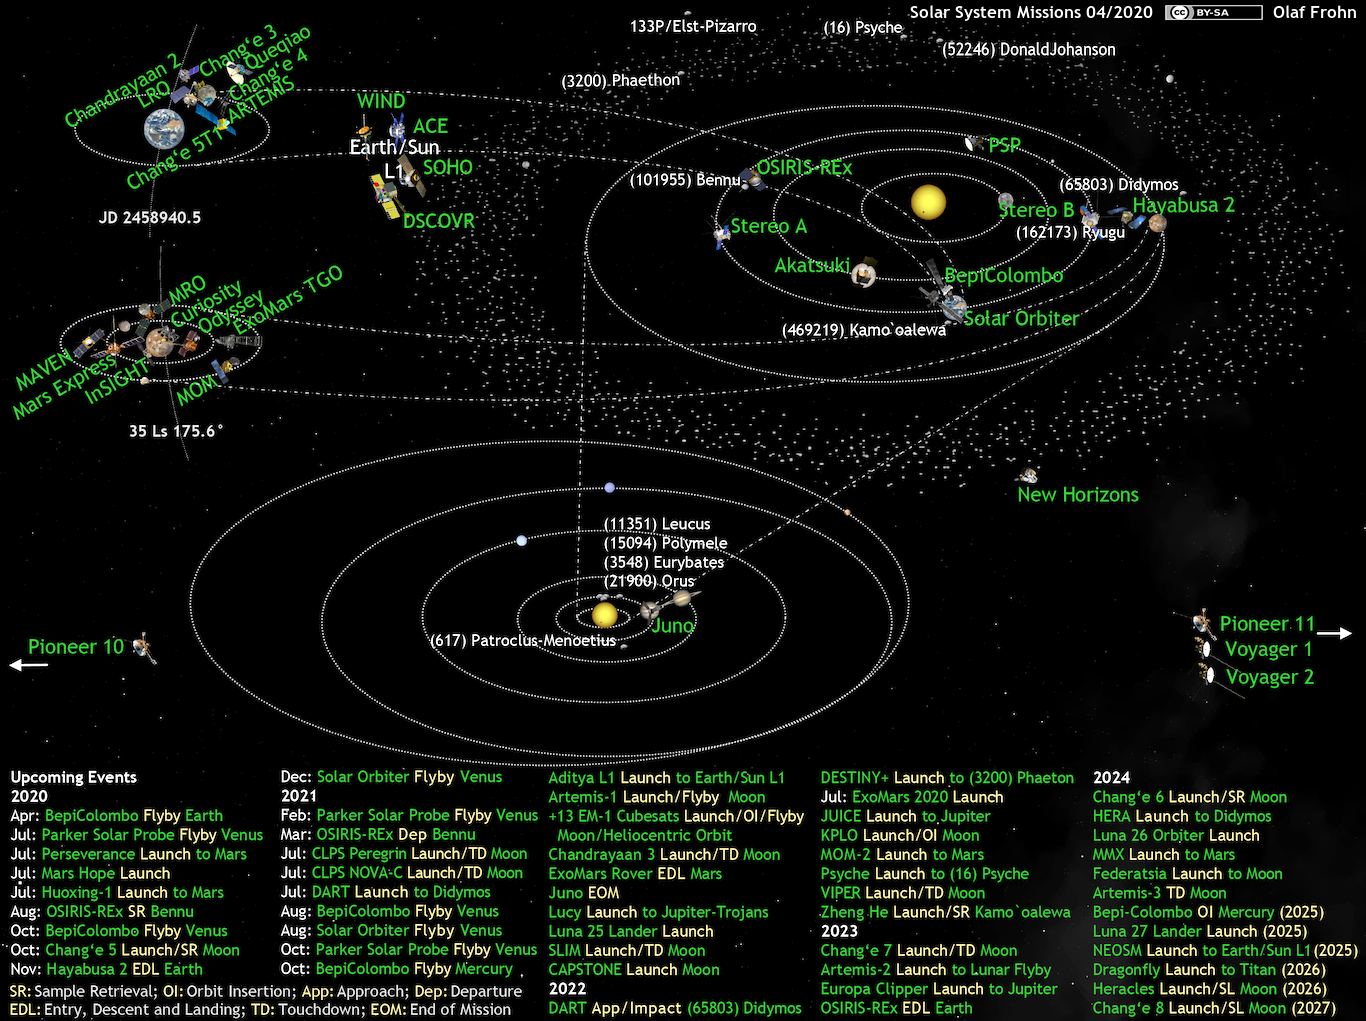 Solar System Missions 04/2020 cc BY-SA Olaf Frohn
133P/Elst-Pizarro
(16) Psyche
(52246) DonaldJohanson
(3200) Phaethon
Chang‘e 3
Queqiao
Chandrayaan 2
Chang‘e 4
LRO
ARTEMIS
Chang‘e 5T1
JD 2458940.5
WIND
ACE
Earth/Sun
L1
SOHO
DSCOVR
PSP
OSIRIS-REx
(101955) Bennu
(65803) Didymos
Stereo B
Hayabusa 2
Stereo A
(162173) Ryugu
Akatsuki
BepiColombo
Solar Orbiter
(469219) Kamo`oalewa
MRO
Curiosity
Odyssey
ExoMars TGO
MAVEN
Mars Express
InSIGHT
MOM
35 Ls 175.6°
New Horizons
(11351) Leucus
(15094) Polymele
(3548) Eurybates
(21900) Orus
Juno
(617) Patroclus-Menoetius
Pioneer 10
Pioneer 11
Voyager 1
Voyager 2
Upcoming Events
2020
Apr: BepiColombo Flyby Earth
Jul: Parker Solar Probe Flyby Venus
Jul: Perseverance Launch to Mars
Jul: Mars Hope Launch
Jul: Huoxing-1 Launch to Mars
Aug: OSIRIS-REx SR Bennu
Oct: BepiColombo Flyby Venus
Oct: Chang‘e 5 Launch/SR Moon
Nov: Hayabusa 2 EDL Earth
Dec: Solar Orbiter Flyby Venus
2021
Feb: Parker Solar Probe Flyby Venus
Mar: OSIRIS-REx Dep Bennu
Jul: CLPS Peregrin Launch/TD Moon
Jul: CLPS NOVA-C Launch/TD Moon
Jul: DART Launch to Didymos
Aug: BepiColombo Flyby Venus
Aug: Solar Orbiter Flyby Venus
Oct: Parker Solar Probe Flyby Venus
Oct: BepiColombo Flyby Mercury
Aditya L1 Launch to Earth/Sun L1
Artemis-1 Launch/Flyby Moon
+13 EM-1 Cubesats Launch/OI/Flyby
Moon/Heliocentric Orbit
Chandrayaan 3 Launch/TD Moon
ExoMars Rover EDL Mars
Juno EOM
Lucy Launch to Jupiter-Trojans
Luna 25 Lander Launch
SLIM Launch/TD Moon
CAPSTONE Launch Moon
2022
DART App/Impact (65803) Didymos
DESTINY+ Launch to (3200) Phaeton
Jul: ExoMars 2020 Launch
JUICE Launch to Jupiter
KPLO Launch/OI Moon
MOM-2 Launch to Mars
Psyche Launch to (16) Psyche
VIPER Launch/TD Moon
Zheng He Launch/SR Kamo`oalewa
2023
Chang‘e 7 Launch/TD Moon
Artemis-2 Launch to Lunar Flyby
Europa Clipper Launch to Jupiter
OSIRIS-REx EDL Earth
2024
Chang‘e 6 Launch/SR Moon
HERA Launch to Didymos
Luna 26 Orbiter Launch
MMX Launch to Mars
Federatsia Launch to Moon
Artemis-3 TD Moon
Bepi-Colombo OI Mercury (2025)
Luna 27 Lander Launch (2025)
NEOSM Launch to Earth/Sun L1 (2025)
Dragonfly Launch to Titan (2026)
Heracles Launch/SL Moon (2026)
Chang‘e 8 Launch/SL Moon (2027)
SR: Sample Retrieval; OI: Orbit Insertion; App: Approach; Dep: Departure
EDL: Entry, Descent and Landing; TD: Touchdown; EOM: End of Mission